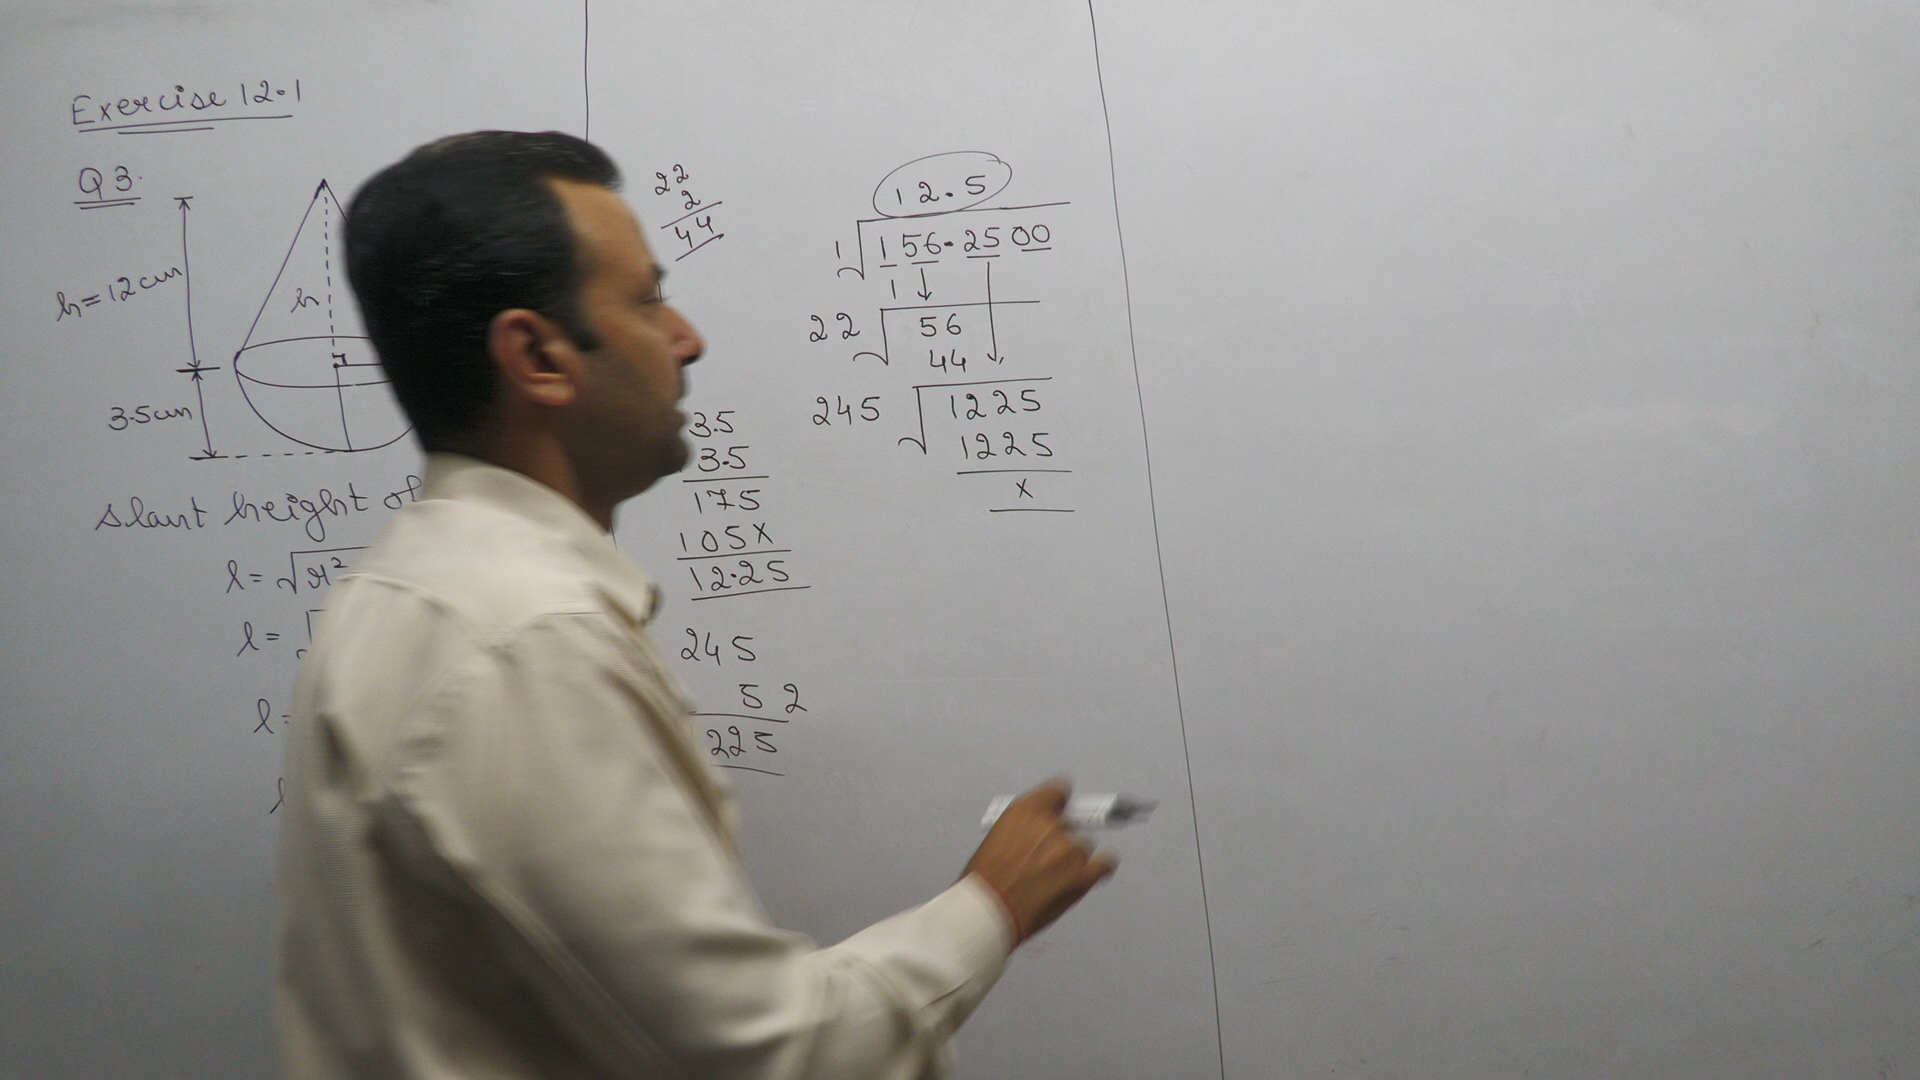 Exercise 12.1
Q3.
h=12cm
h
3.5cm
slant height of
l = √r²
l = √
l =
l
22
2
44
3.5
3.5
175
105x
12.25
245
5 2
225
12.5
1 √156.2500
1
22 √56
44
245 √1225
1225
x